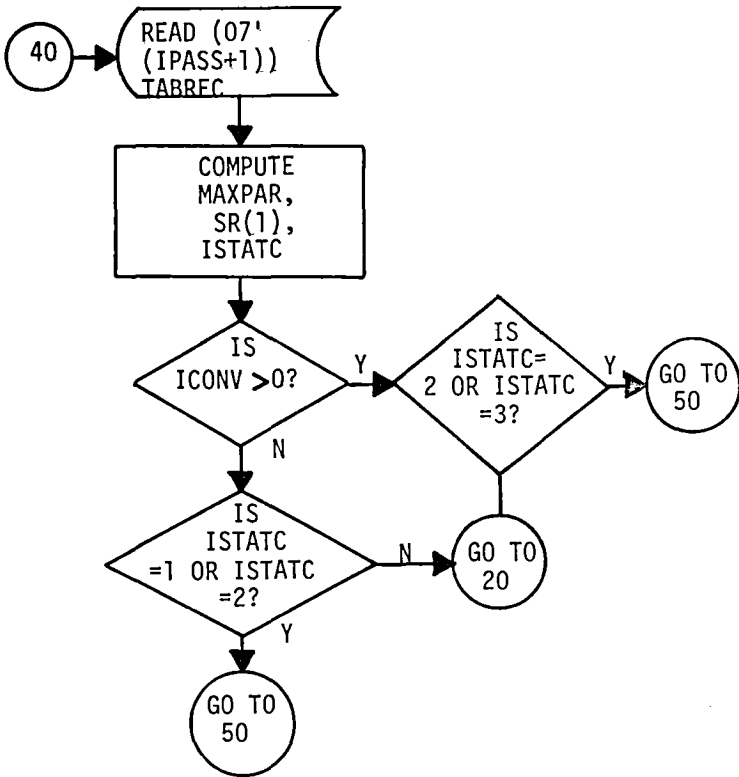 40
READ (07'
(IPASS+1))
TABREC
COMPUTE
MAXPAR,
SR(1),
ISTATC
IS
ICONV >0?
Y
N
IS
ISTATC=
2 OR ISTATC
=3?
Y
GO TO
50
IS
ISTATC
=1 OR ISTATC
=2?
N
Y
GO TO
20
GO TO
50